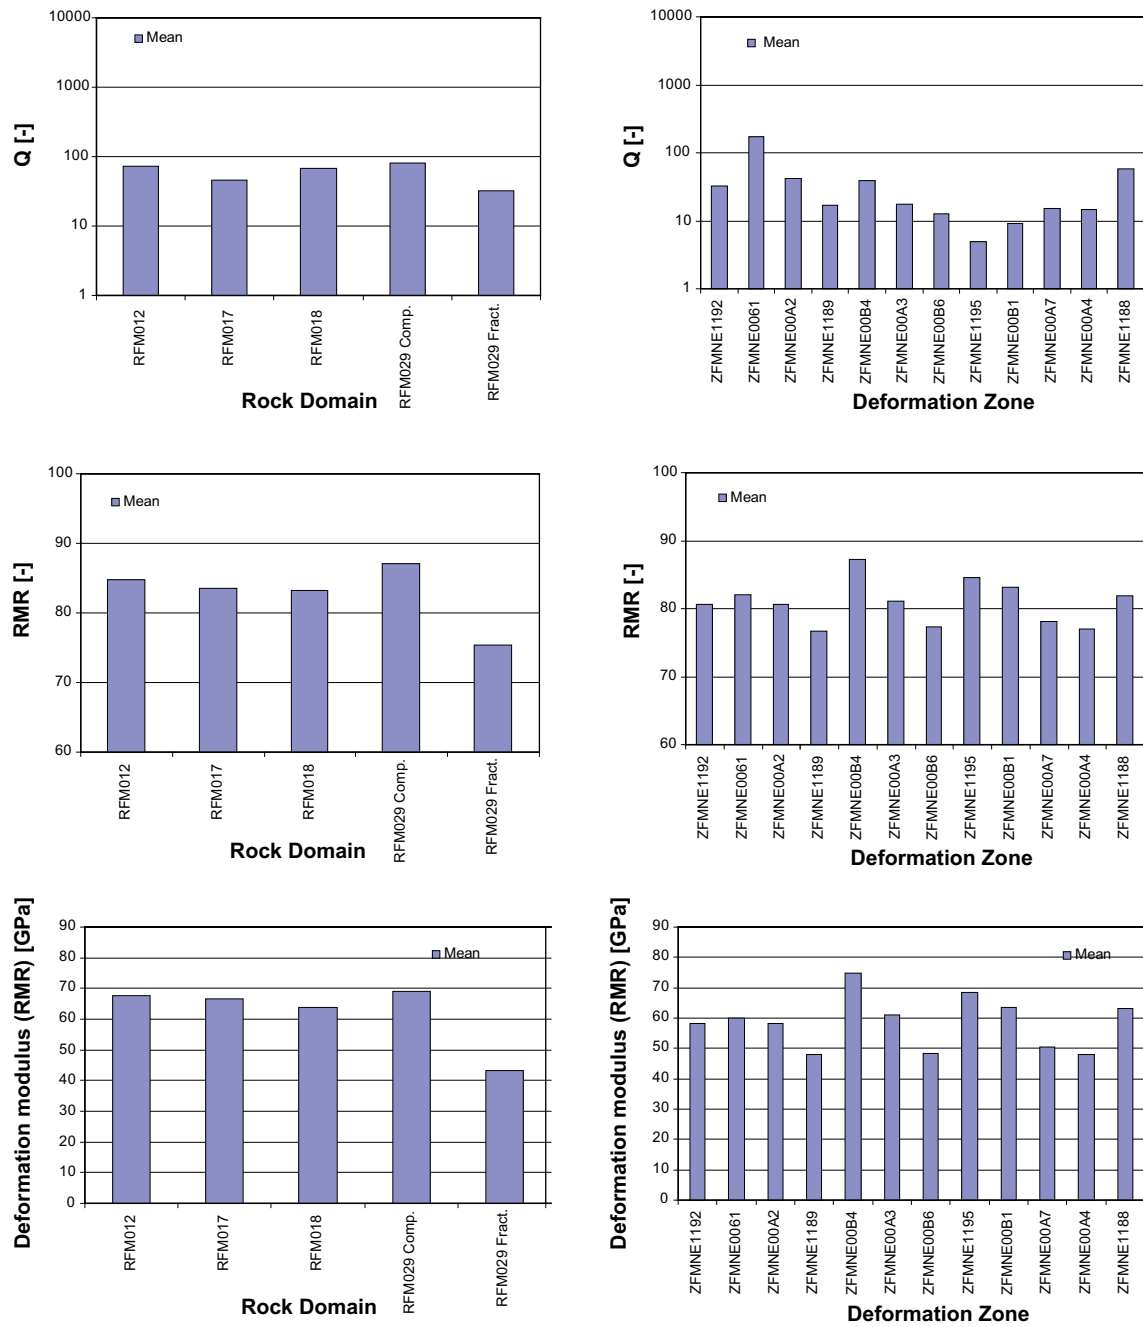 10000
1000
100
10
1
Q [-]
Mean
RFM012
RFM017
RFM018
RFM029 Comp.
RFM029 Fract.
Rock Domain
10000
1000
100
10
1
Q [-]
Mean
ZFMNE1192
ZFMNE0061
ZFMNE00A2
ZFMNE1189
ZFMNE00B4
ZFMNE00A3
ZFMNE00B6
ZFMNE1195
ZFMNE00B1
ZFMNE00A7
ZFMNE00A4
ZFMNE1188
Deformation Zone
100
90
80
70
60
RMR [-]
Mean
RFM012
RFM017
RFM018
RFM029 Comp.
RFM029 Fract.
Rock Domain
100
90
80
70
60
RMR [-]
Mean
ZFMNE1192
ZFMNE0061
ZFMNE00A2
ZFMNE1189
ZFMNE00B4
ZFMNE00A3
ZFMNE00B6
ZFMNE1195
ZFMNE00B1
ZFMNE00A7
ZFMNE00A4
ZFMNE1188
Deformation Zone
90
80
70
60
50
40
30
20
10
0
Deformation modulus (RMR) [GPa]
Mean
RFM012
RFM017
RFM018
RFM029 Comp.
RFM029 Fract.
Rock Domain
90
80
70
60
50
40
30
20
10
0
Deformation modulus (RMR) [GPa]
Mean
ZFMNE1192
ZFMNE0061
ZFMNE00A2
ZFMNE1189
ZFMNE00B4
ZFMNE00A3
ZFMNE00B6
ZFMNE1195
ZFMNE00B1
ZFMNE00A7
ZFMNE00A4
ZFMNE1188
Deformation Zone